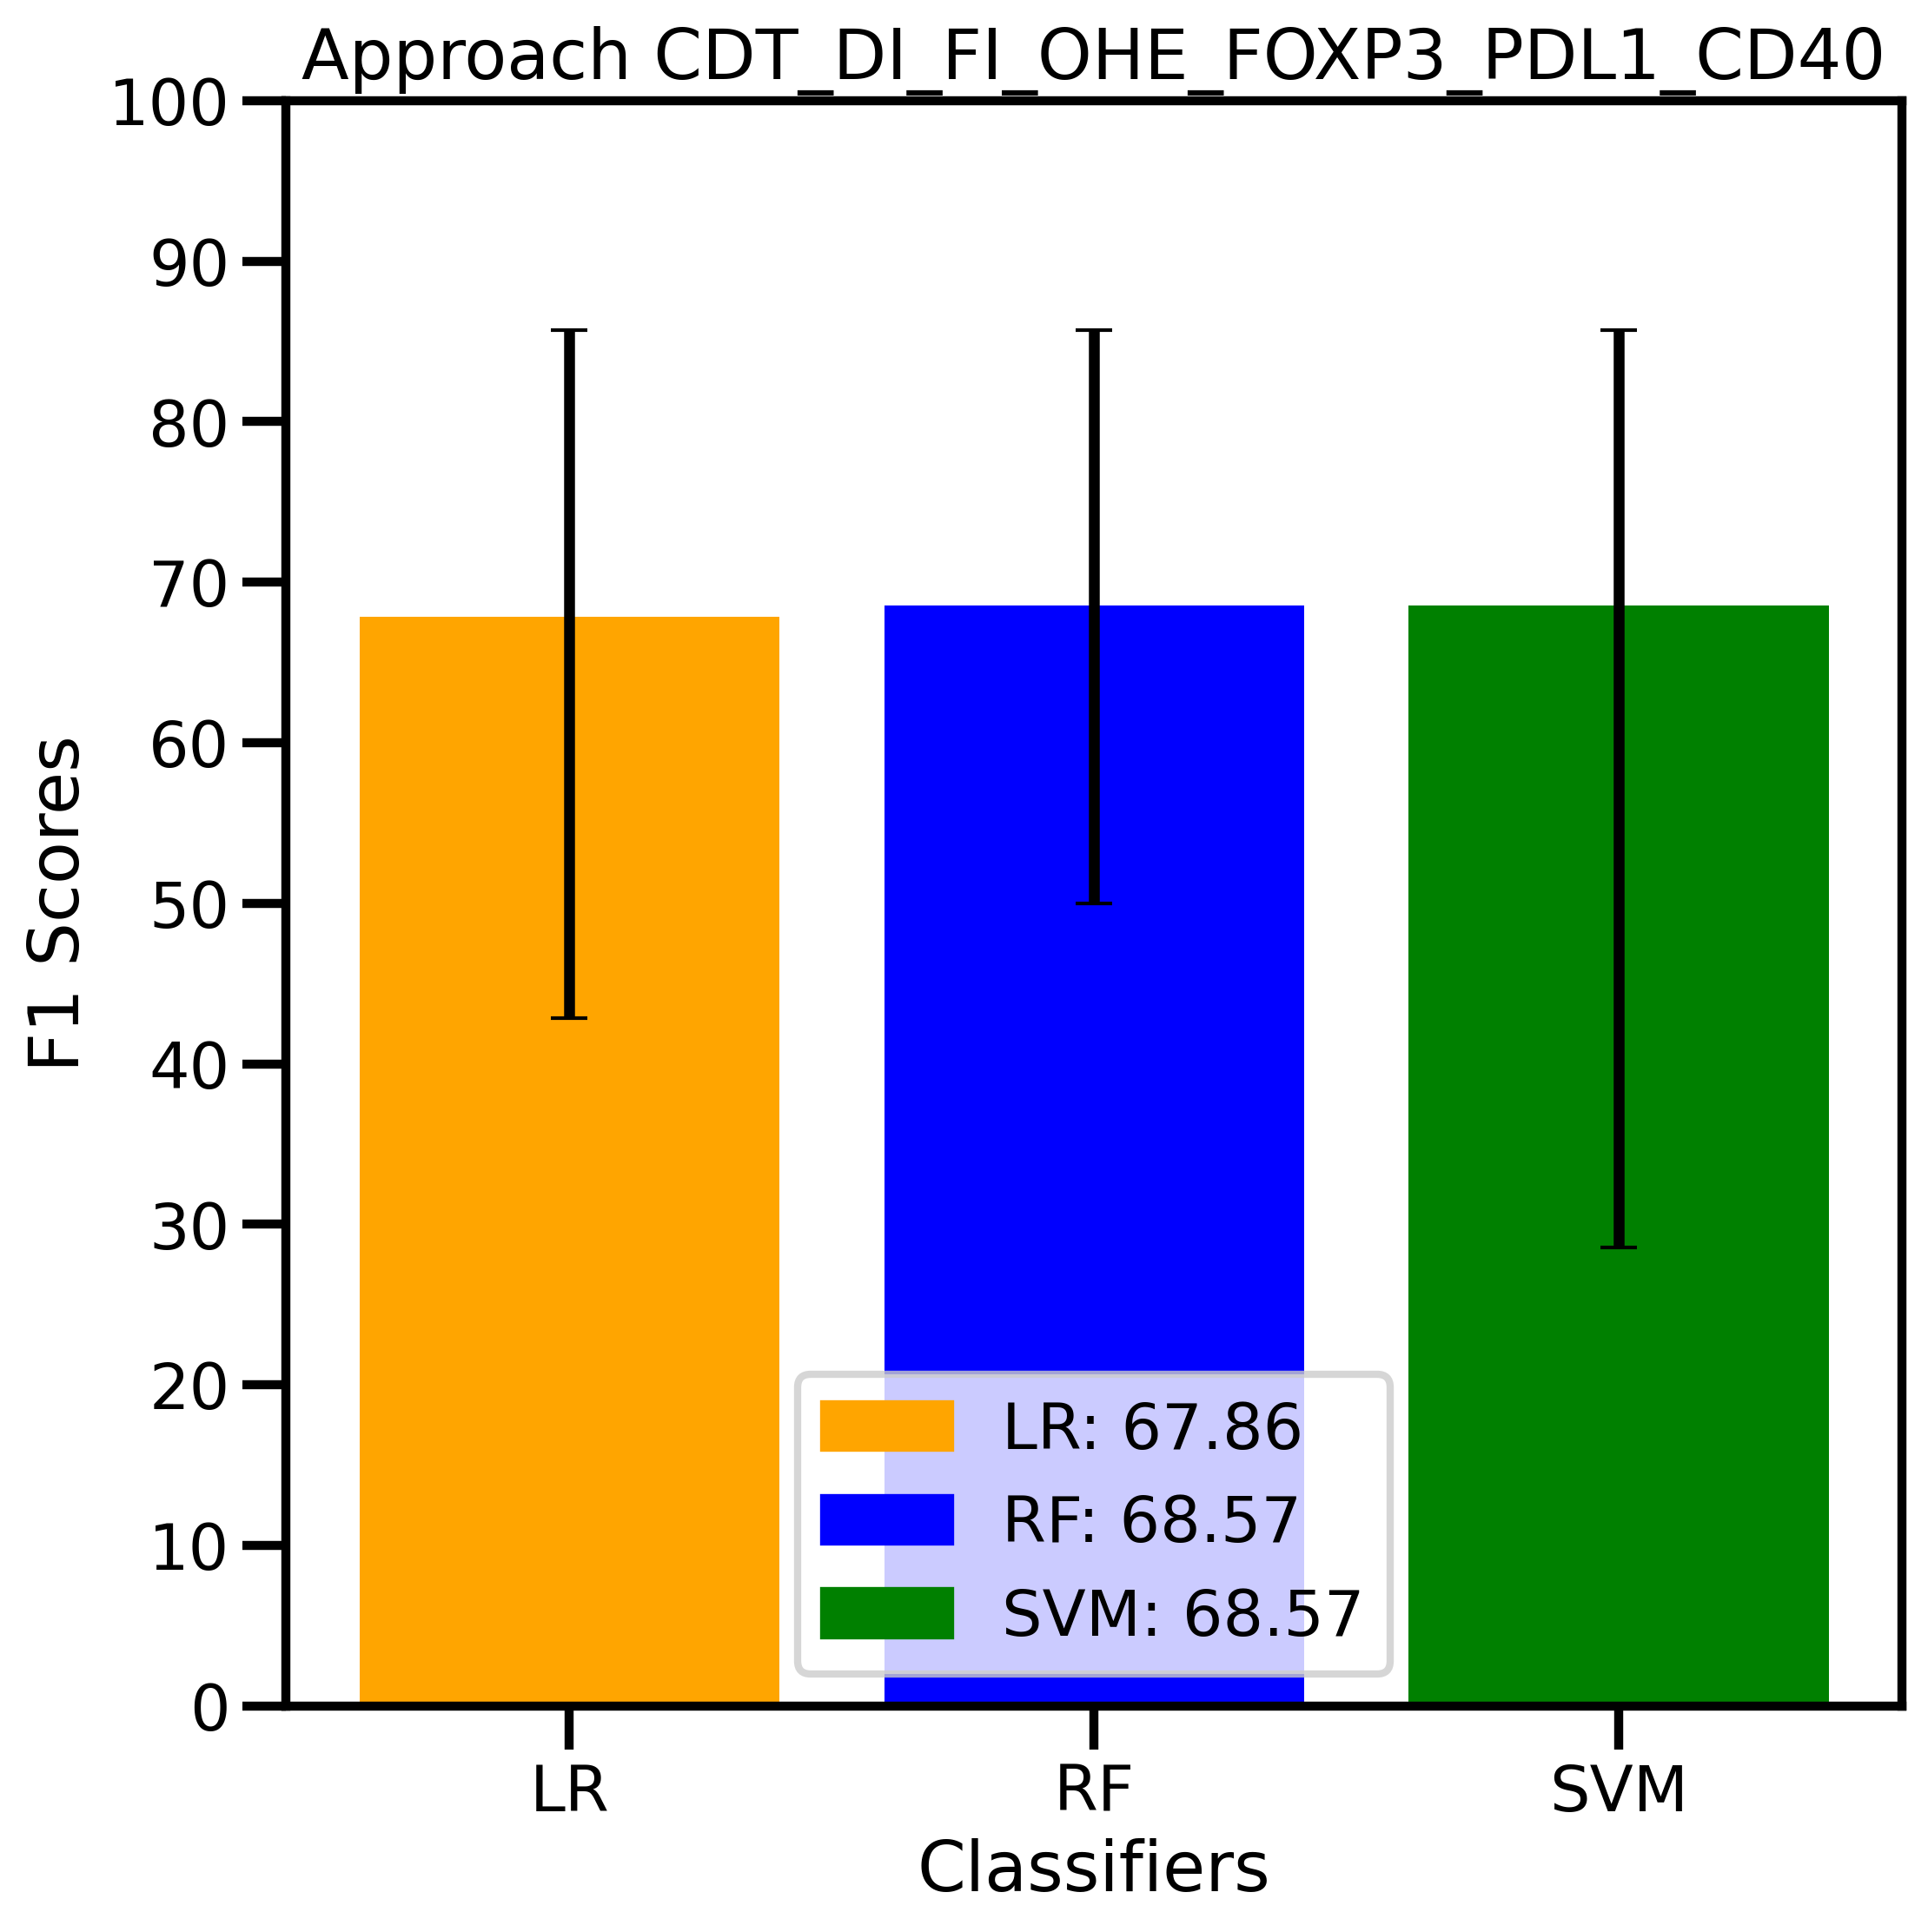 Approach CDT_DI_FI_OHE_FOXP3_PDL1_CD40
100
90
80
70
60
50
40
30
20
10
0
F1 Scores
LR: 67.86
RF: 68.57
SVM: 68.57
LR RF SVM
Classifiers